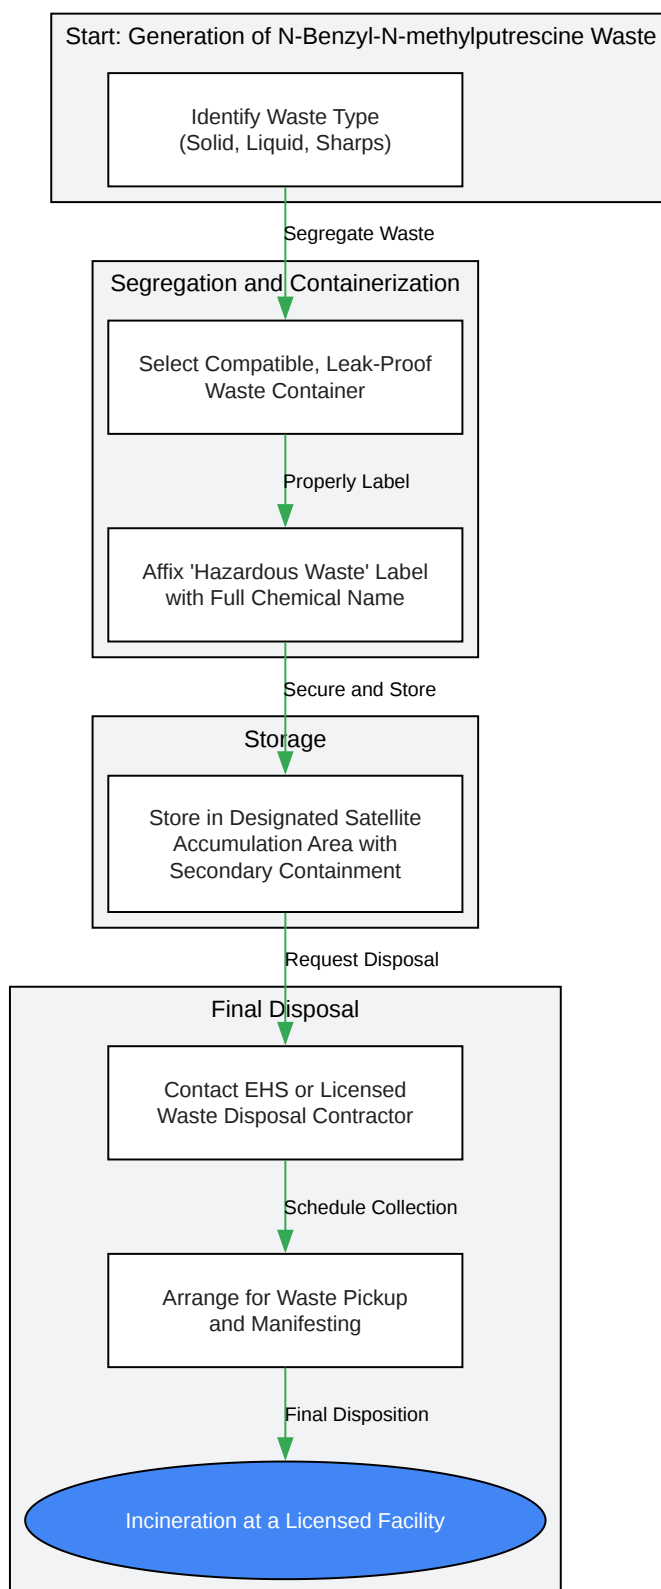 Start: Generation of N-Benzyl-N-methylputrescine Waste
Identify Waste Type
(Solid, Liquid, Sharps)
Segregate Waste
Segregation and Containerization
Select Compatible, Leak-Proof
Waste Container
Properly Label
Affix 'Hazardous Waste' Label
with Full Chemical Name
Secure and Store
Storage
Store in Designated Satellite
Accumulation Area with
Secondary Containment
Request Disposal
Final Disposal
Contact EHS or Licensed
Waste Disposal Contractor
Schedule Collection
Arrange for Waste Pickup
and Manifesting
Final Disposition
Incineration at a Licensed Facility